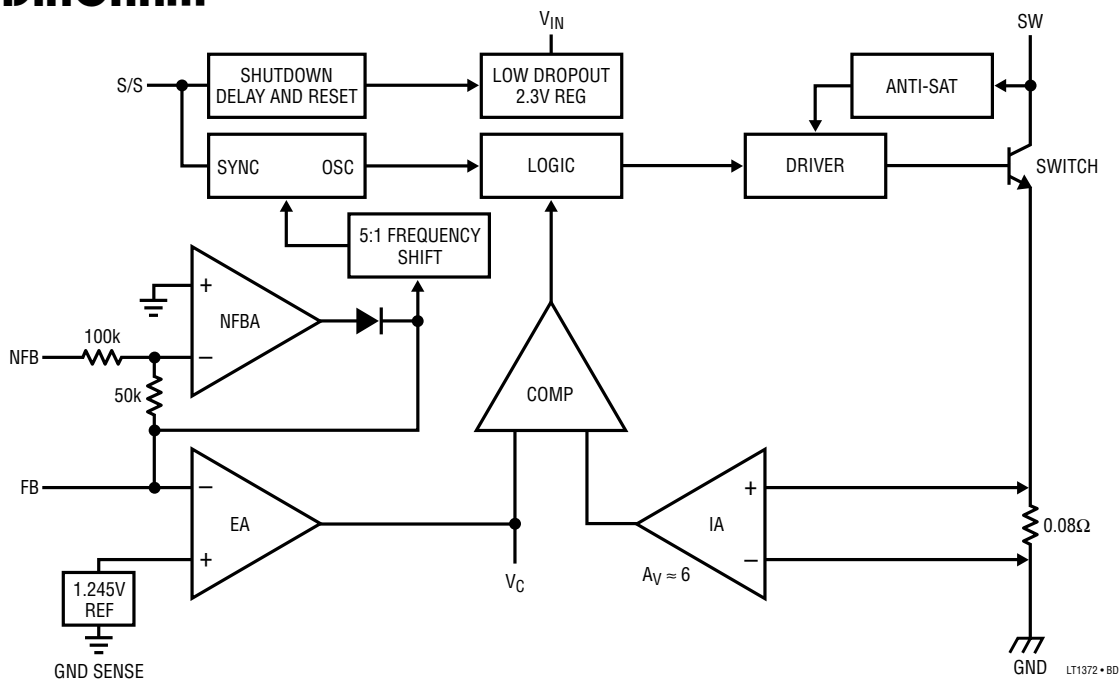 V_IN
SW
S/S
SHUTDOWN
DELAY AND RESET
LOW DROPOUT
2.3V REG
ANTI-SAT
SYNC
OSC
LOGIC
DRIVER
SWITCH
5:1 FREQUENCY
SHIFT
+
NFBA
−
100k
NFB
50k
COMP
FB
−
EA
+
+
IA
−
0.08Ω
A_V ≈ 6
V_C
1.245V
REF
GND SENSE
GND
LT1372 • BD